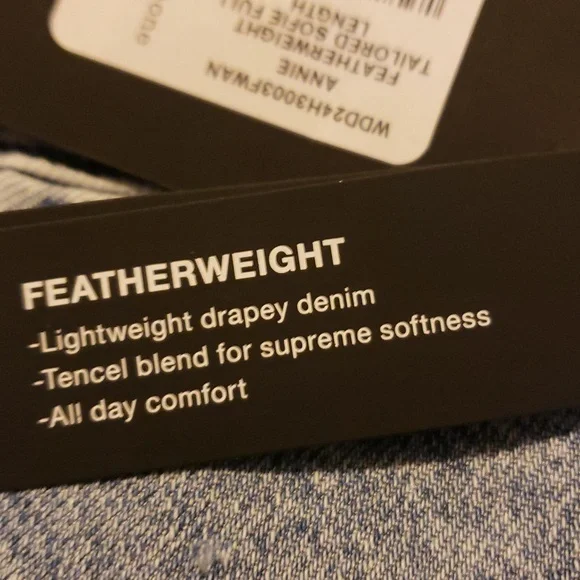 WDD24H3003FWAN
ANNIE
FEATHERWEIGHT
TAILORED SOFIE FULL
LENGTH
one
FEATHERWEIGHT
-Lightweight drapey denim
-Tencel blend for supreme softness
-All day comfort